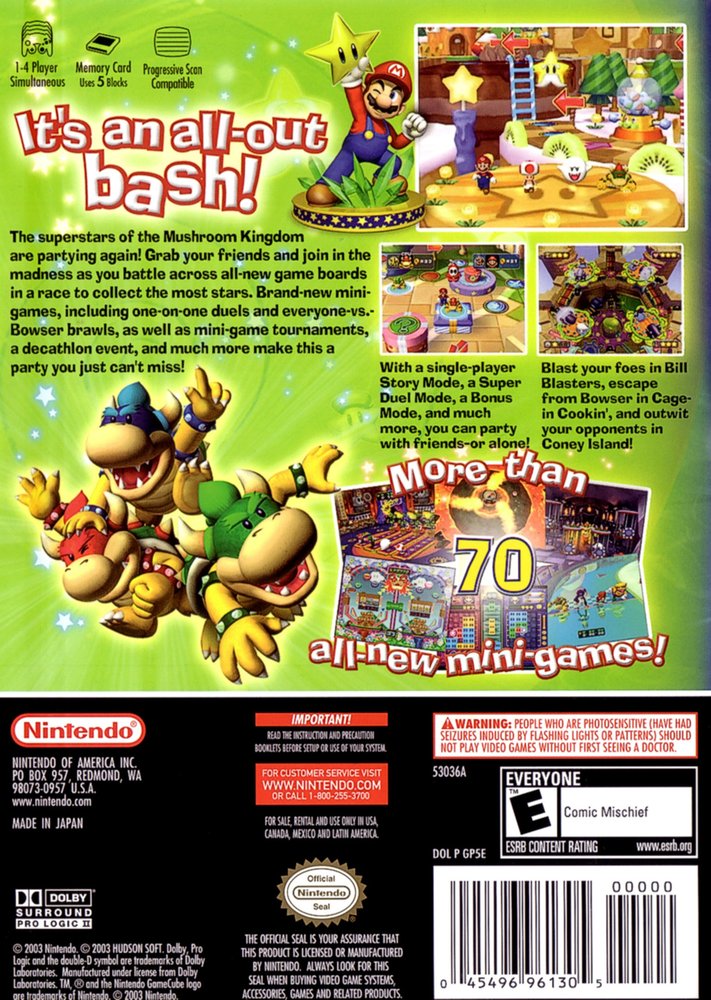 1-4 Player
Simultaneous
Memory Card
Uses 5 Blocks
Progressive Scan
Compatible
It's an all-out
bash!
The superstars of the Mushroom Kingdom
are partying again! Grab your friends and join in the
madness as you battle across all-new game boards
in a race to collect the most stars. Brand-new mini-
games, including one-on-one duels and everyone-vs.-
Bowser brawls, as well as mini-game tournaments,
a decathlon event, and much more make this a
party you just can't miss!
With a single-player
Story Mode, a Super
Duel Mode, a Bonus
Mode, and much
more, you can party
with friends-or alone!
Blast your foes in Bill
Blasters, escape
from Bowser in Cage-
in Cookin', and outwit
your opponents in
Coney Island!
More than
70
all-new mini-games!
Nintendo®
NINTENDO OF AMERICA INC.
PO BOX 957, REDMOND, WA
98073-0957 U.S.A.
www.nintendo.com
MADE IN JAPAN
IMPORTANT!
READ THE INSTRUCTION AND PRECAUTION
BOOKLETS BEFORE SETUP OR USE OF YOUR SYSTEM.
FOR CUSTOMER SERVICE VISIT
WWW.NINTENDO.COM
OR CALL 1-800-255-3700
FOR SALE, RENTAL AND USE ONLY IN USA,
CANADA, MEXICO AND LATIN AMERICA.
WARNING: PEOPLE WHO ARE PHOTOSENSITIVE (HAVE HAD
SEIZURES INDUCED BY FLASHING LIGHTS OR PATTERNS) SHOULD
NOT PLAY VIDEO GAMES WITHOUT FIRST SEEING A DOCTOR.
53036A
EVERYONE
TM
E
Comic Mischief
ESRB CONTENT RATING
www.esrb.org
DOL P GP5E
DOLBY
SURROUND
PRO LOGIC II
Official
Nintendo
Seal
© 2003 Nintendo. © 2003 HUDSON SOFT. Dolby, Pro
Logic and the double-D symbol are trademarks of Dolby
Laboratories. Manufactured under license from Dolby
Laboratories. TM, ® and the Nintendo GameCube logo
are trademarks of Nintendo. © 2003 Nintendo.
THE OFFICIAL SEAL IS YOUR ASSURANCE THAT
THIS PRODUCT IS LICENSED OR MANUFACTURED
BY NINTENDO. ALWAYS LOOK FOR THIS
SEAL WHEN BUYING VIDEO GAME SYSTEMS,
ACCESSORIES, GAMES AND RELATED PRODUCTS.
00000
0 45496 96130 5